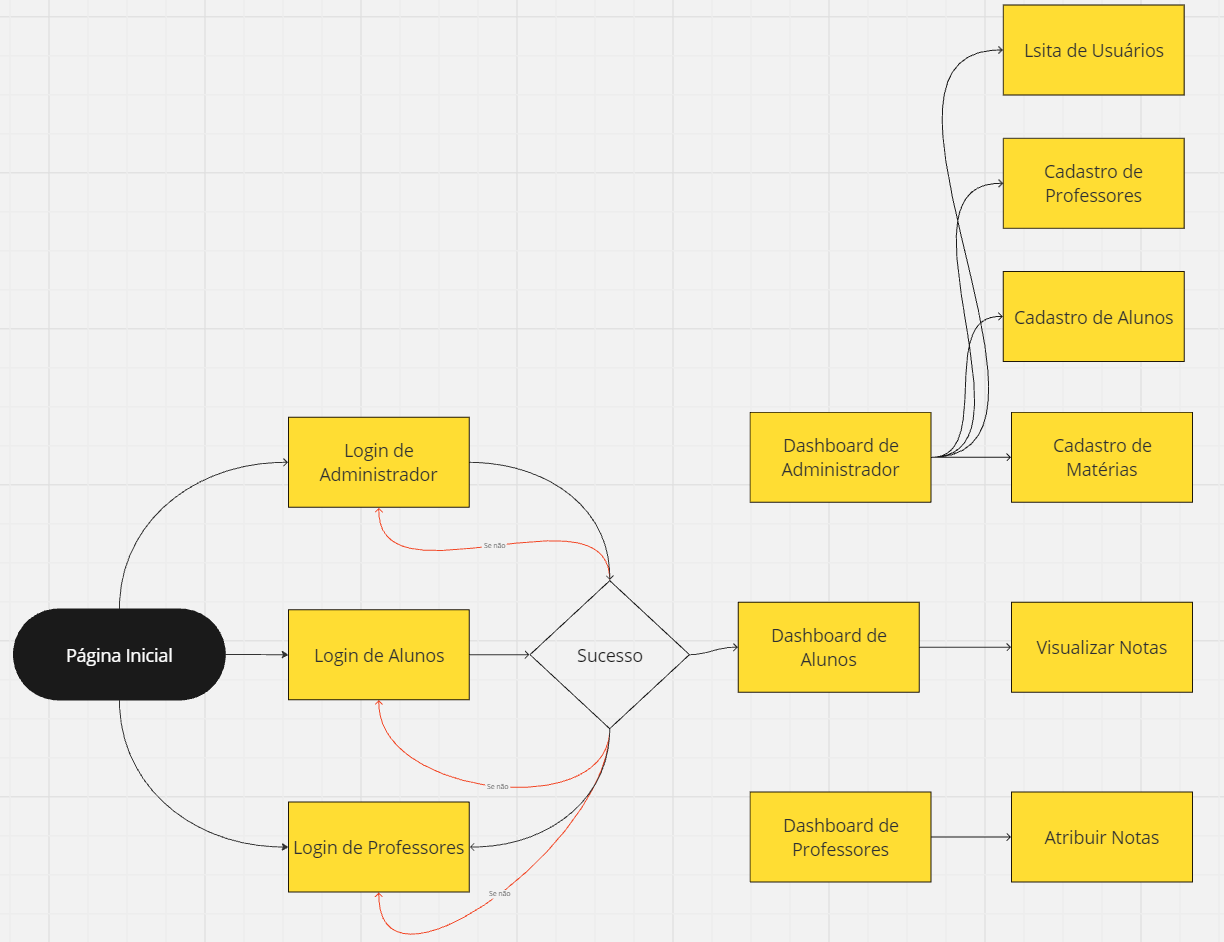 Lsita de Usuários
Cadastro de
Professores
Cadastro de Alunos
Login de
Administrador
Dashboard de
Administrador
Cadastro de
Matérias
Se não
Página Inicial
Login de Alunos
Sucesso
Dashboard de
Alunos
Visualizar Notas
Se não
Login de Professores
Dashboard de
Professores
Atribuir Notas
Se não